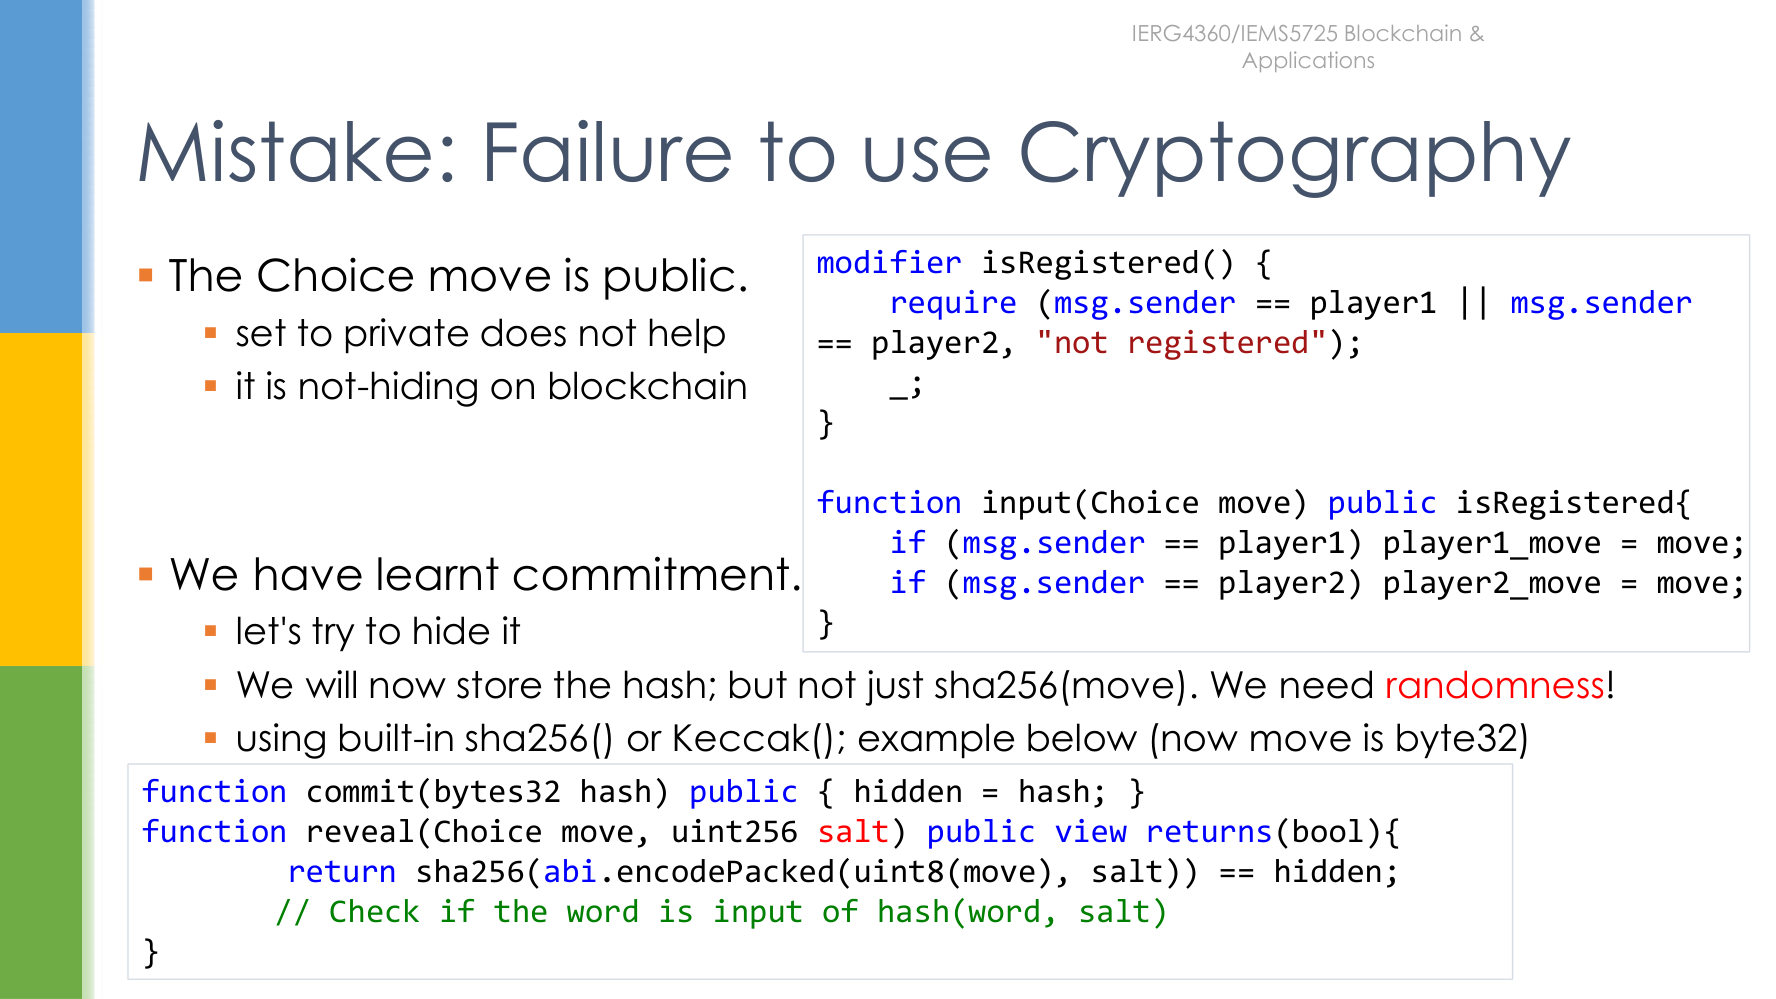 IERG4360/IEMS5725 Blockchain &
Applications
Mistake: Failure to use Cryptography
The Choice move is public.
set to private does not help
it is not-hiding on blockchain
modifier isRegistered() {
    require (msg.sender == player1 || msg.sender
== player2, "not registered");
    _;
}
function input(Choice move) public isRegistered{
    if (msg.sender == player1) player1_move = move;
    if (msg.sender == player2) player2_move = move;
}
We have learnt commitment.
let's try to hide it
We will now store the hash; but not just sha256(move). We need randomness!
using built-in sha256() or Keccak(); example below (now move is byte32)
function commit(bytes32 hash) public { hidden = hash; }
function reveal(Choice move, uint256 salt) public view returns(bool){
        return sha256(abi.encodePacked(uint8(move), salt)) == hidden;
       // Check if the word is input of hash(word, salt)
}